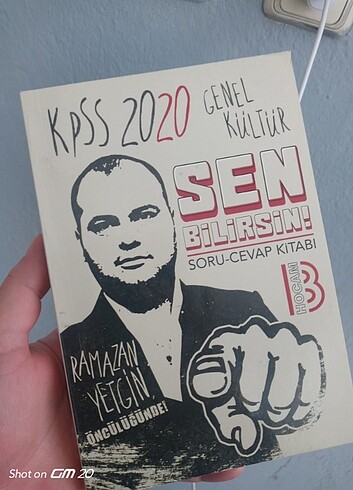 KPSS 2020 GENEL
KÜLTÜR
SEN
BİLİRSİN!
SORU-CEVAP KİTABI
B
HOCAM
RAMAZAN
YETGİN
ÖNCÜLÜĞÜNDE!
Shot on GM 20